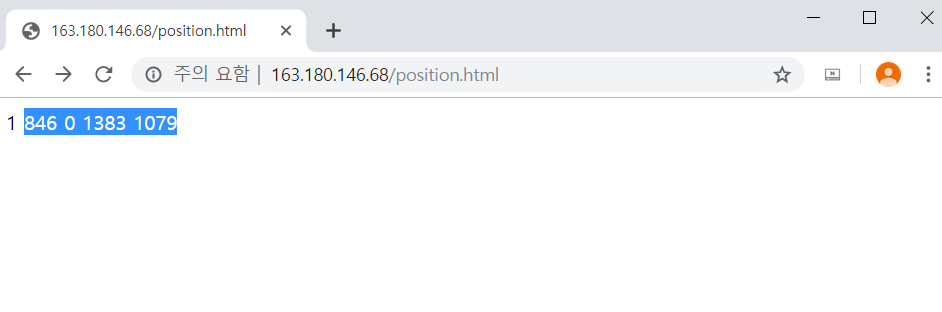 163.180.146.68/position.html
주의 요함 | 163.180.146.68/position.html
N
1 846 0 1383 1079